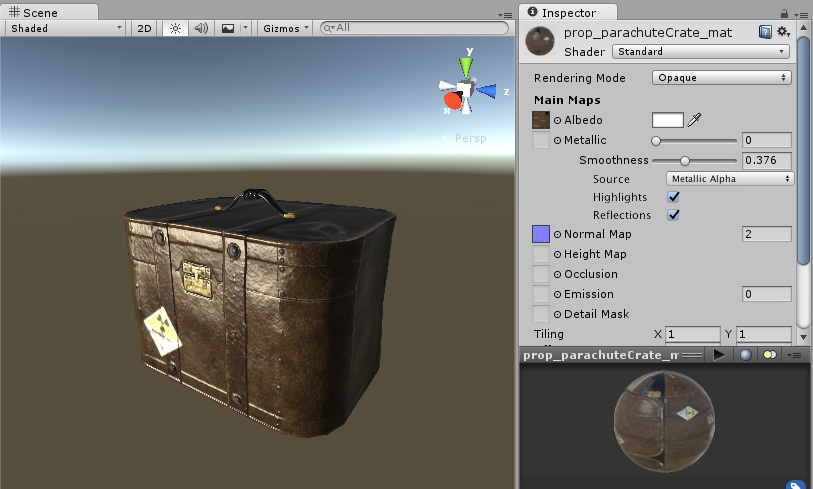 Scene
Shaded
2D
Gizmos
All
y
z
x
Persp
Inspector
prop_parachuteCrate_mat
Shader Standard
Rendering Mode Opaque
Main Maps
Albedo
Metallic 0
Smoothness 0.376
Source Metallic Alpha
Highlights
Reflections
Normal Map 2
Height Map
Occlusion
Emission 0
Detail Mask
Tiling X 1 Y 1
prop_parachuteCrate_m